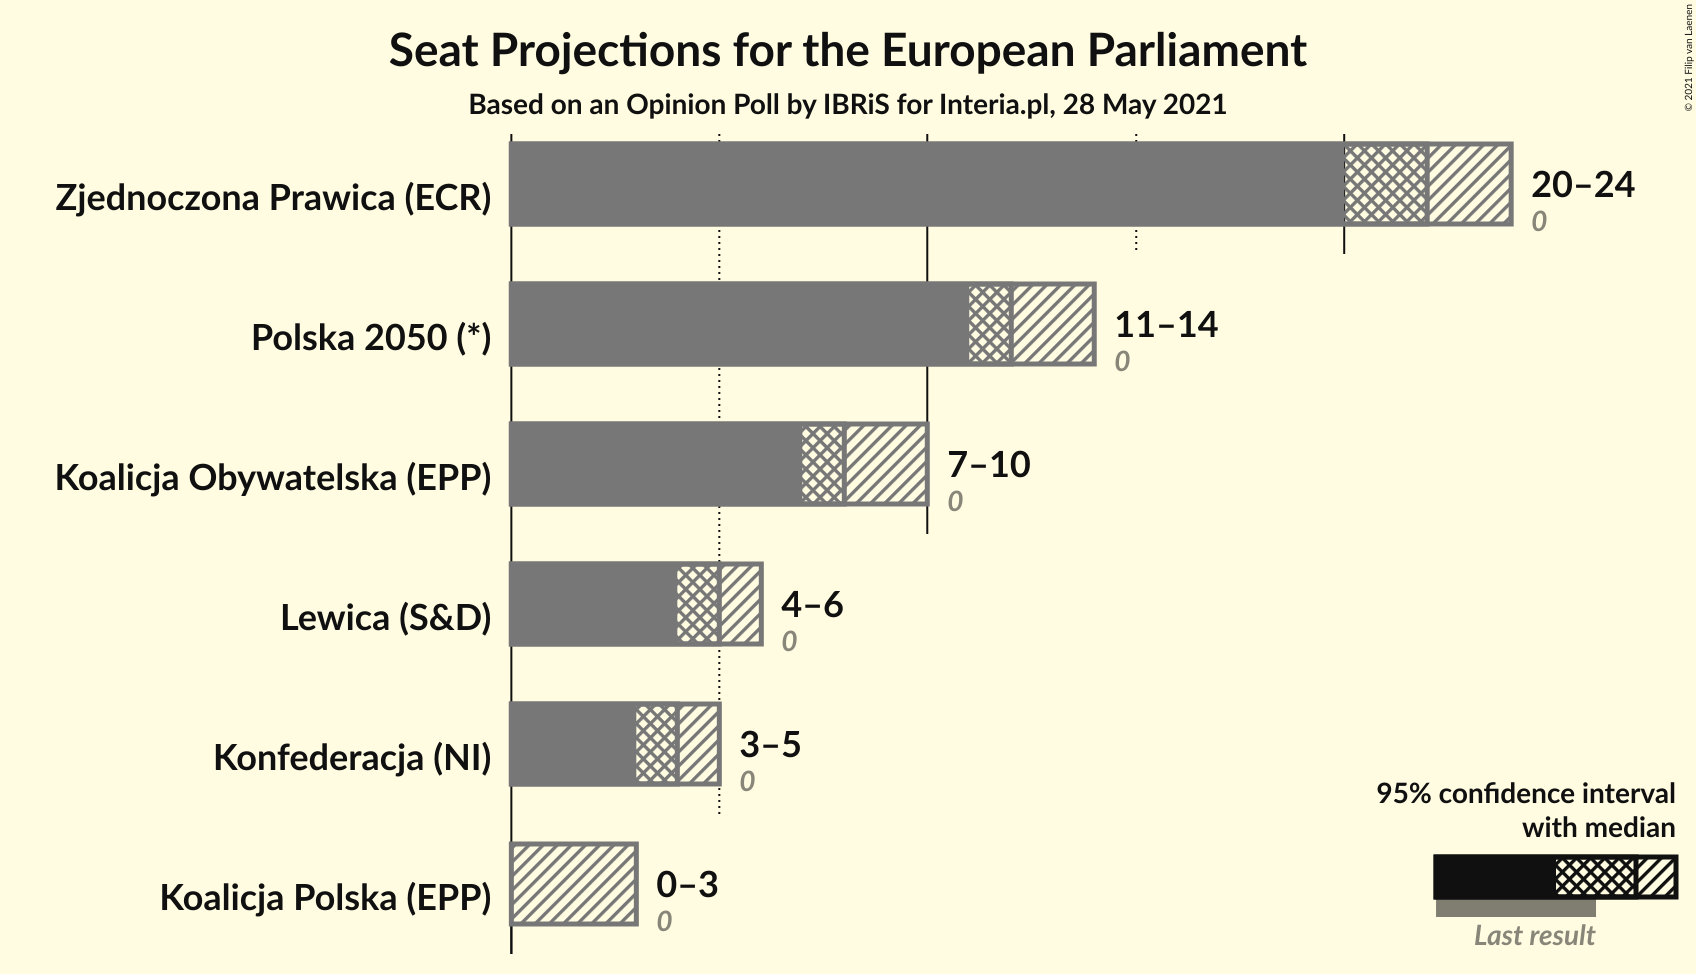 Seat Projections for the European Parliament
Based on an Opinion Poll by IBRiS for Interia.pl, 28 May 2021
© 2021 Filip van Laenen
Zjednoczona Prawica (ECR)
20–24
0
Polska 2050 (*)
11–14
0
Koalicja Obywatelska (EPP)
7–10
0
Lewica (S&D)
4–6
0
Konfederacja (NI)
3–5
0
Koalicja Polska (EPP)
0–3
0
95% confidence interval
with median
Last result